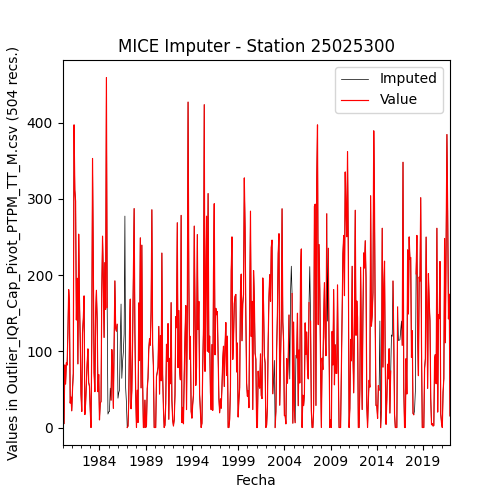 MICE Imputer - Station 25025300
Imputed
Value
Values in Outlier_IQR_Cap_Pivot_PTPM_TT_M.csv (504 recs.)
400
300
200
100
0
1984 1989 1994 1999 2004 2009 2014 2019
Fecha